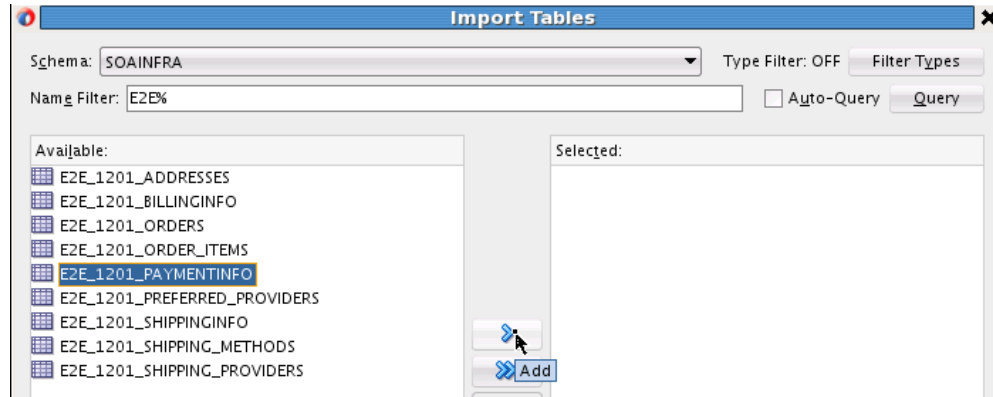 Import Tables
Schema: SOAINFRA Type Filter: OFF Filter Types
Name Filter: E2E% Auto-Query Query
Available: Selected:
E2E_1201_ADDRESSES
E2E_1201_BILLINGINFO
E2E_1201_ORDERS
E2E_1201_ORDER_ITEMS
E2E_1201_PAYMENTINFO
E2E_1201_PREFERRED_PROVIDERS
E2E_1201_SHIPPINGINFO
E2E_1201_SHIPPING_METHODS
E2E_1201_SHIPPING_PROVIDERS
Add